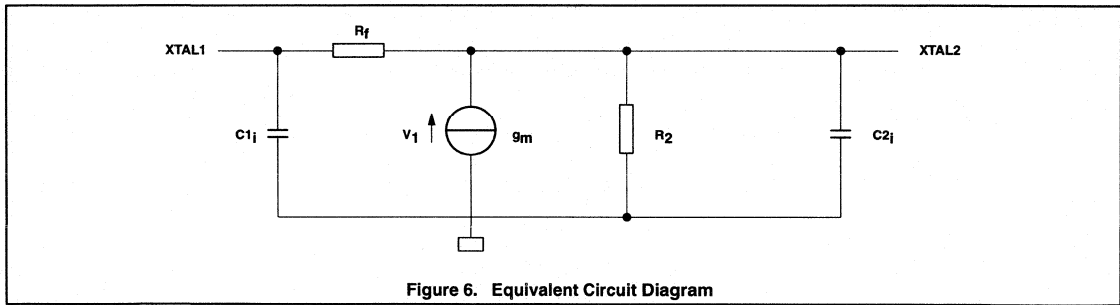 XTAL1
Rf
XTAL2
C1i
V1
gm
R2
C2i
Figure 6. Equivalent Circuit Diagram